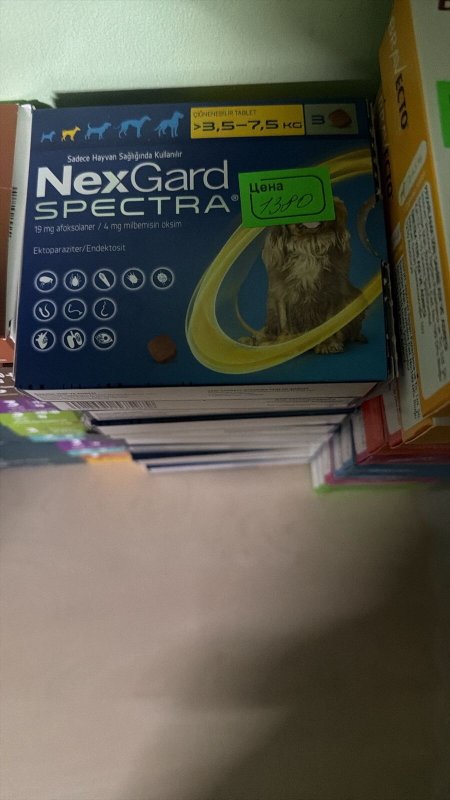 ÇİĞNENEBİLİR TABLET
>3,5–7,5 KG
3
Sadece Hayvan Sağlığında Kullanılır
NexGard
SPECTRA®
19 mg afoksolaner / 4 mg milbemisin oksim
Ektoparaziter/Endektosit
Цена
1380
ECTO